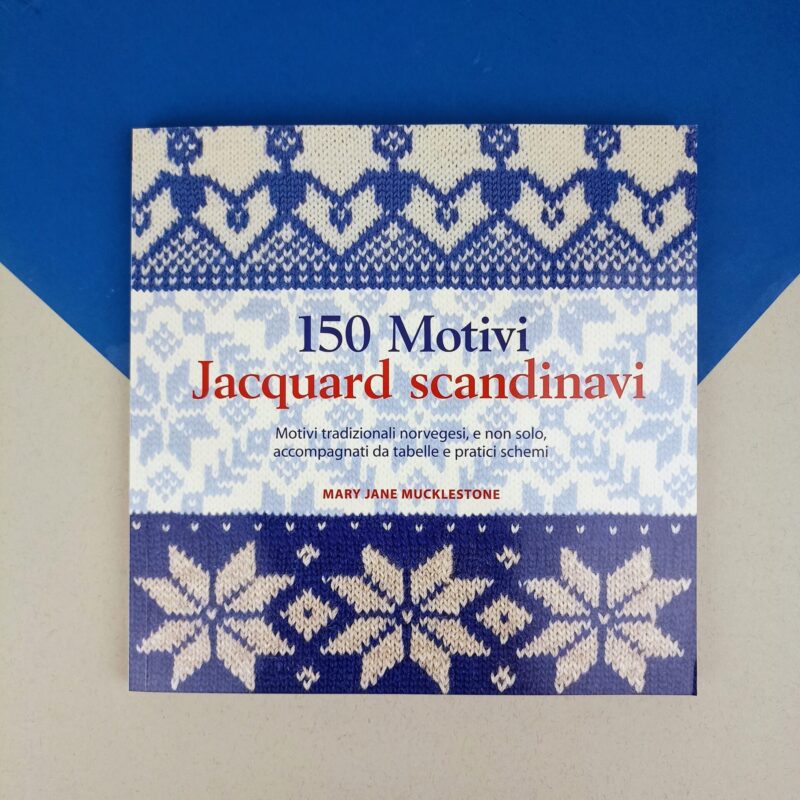 150 Motivi
Jacquard scandinavi
Motivi tradizionali norvegesi, e non solo,
accompagnati da tabelle e pratici schemi
MARY JANE MUCKLESTONE